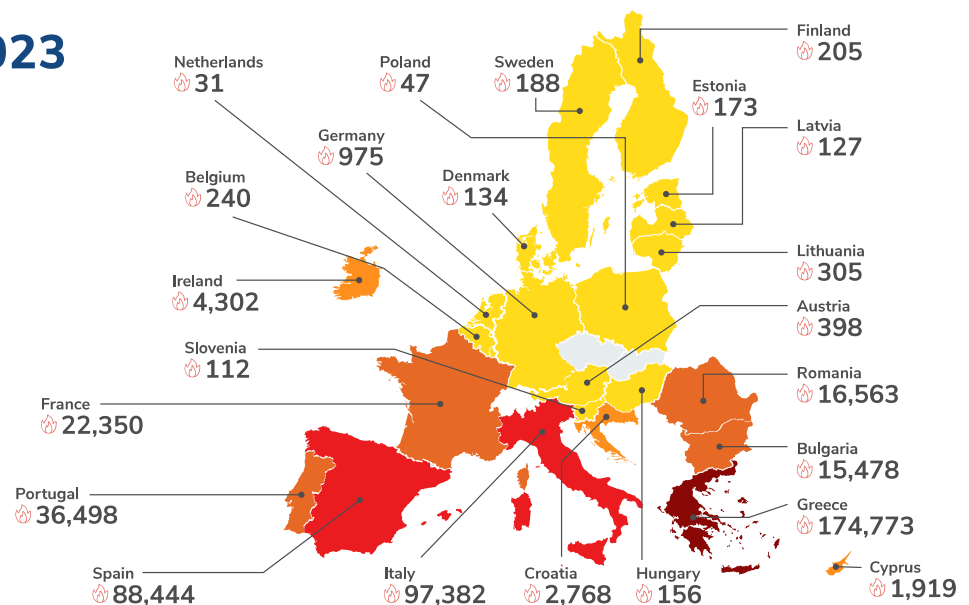 023
Finland
205
Netherlands
31
Poland
47
Sweden
188
Estonia
173
Latvia
127
Germany
975
Belgium
240
Denmark
134
Lithuania
305
Ireland
4,302
Austria
398
Slovenia
112
Romania
16,563
France
22,350
Bulgaria
15,478
Portugal
36,498
Greece
174,773
Spain
88,444
Italy
97,382
Croatia
2,768
Hungary
156
Cyprus
1,919